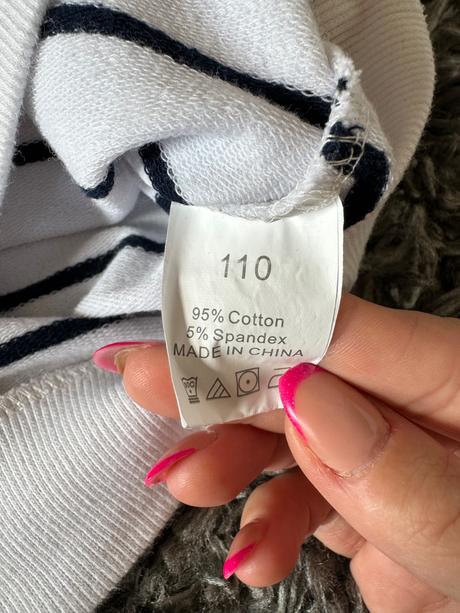 110
95% Cotton
5% Spandex
MADE IN CHINA